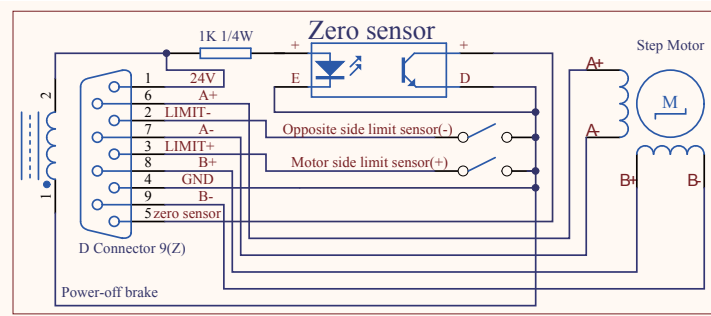 Zero sensor
1K 1/4W
+
+
E
D
Step Motor
A+
A-
M
B+
B-
2
1
1 24V
6 A+
2 LIMIT-
7 A-
3 LIMIT+
8 B+
4 GND
9 B-
5 zero sensor
Opposite side limit sensor(-)
Motor side limit sensor(+)
D Connector 9(Z)
Power-off brake